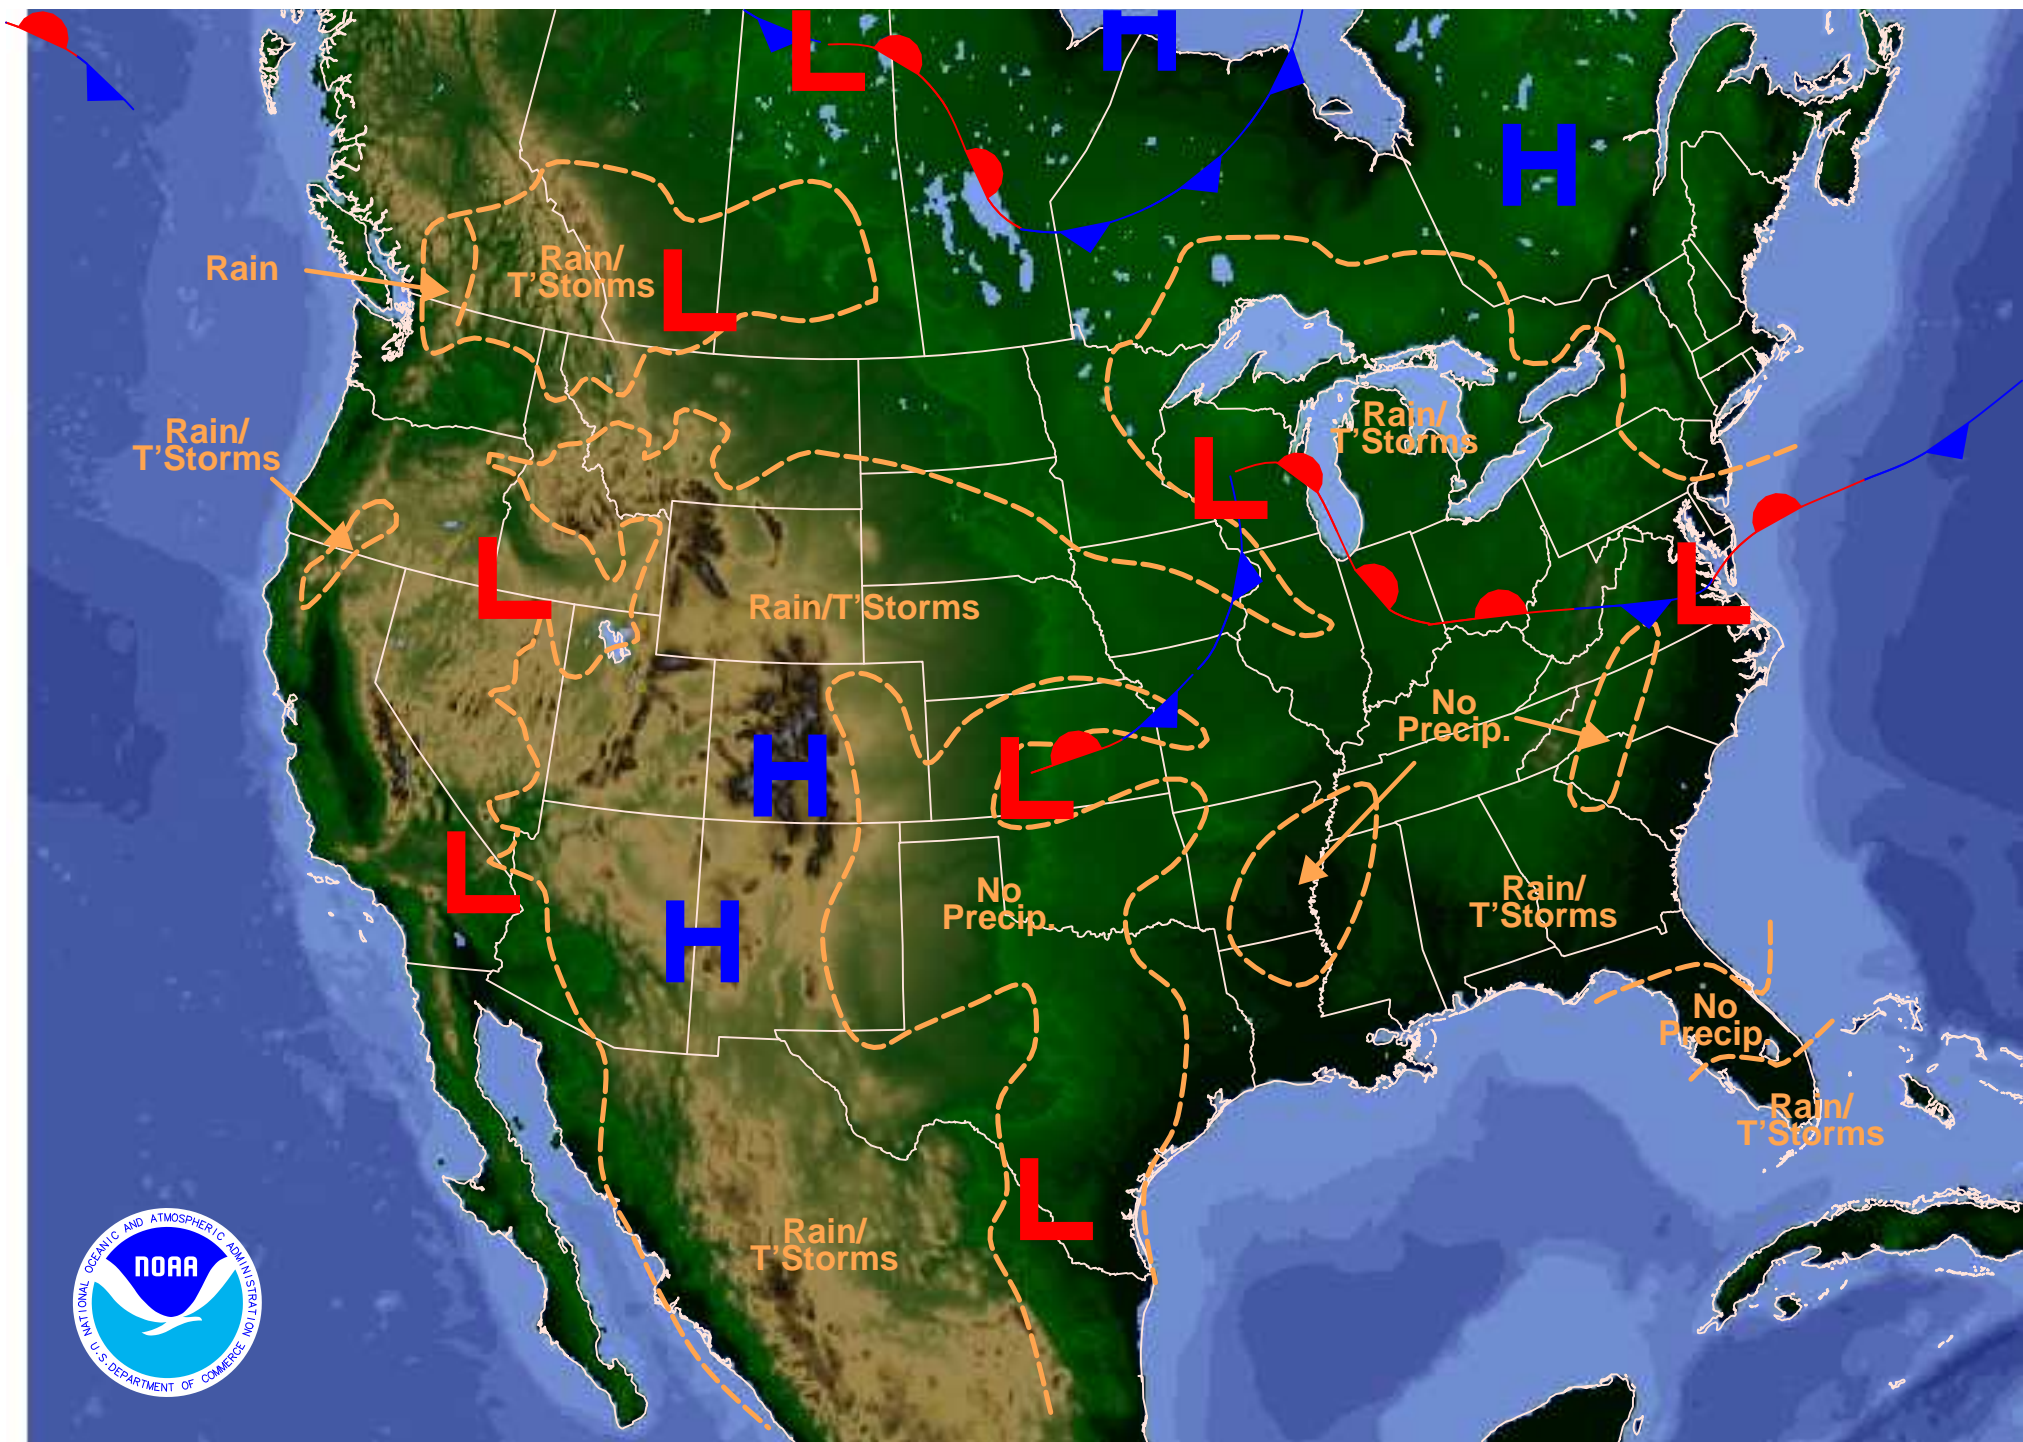 L
H
H
Rain
Rain/
T'Storms
L
Rain/
T'Storms
Rain/
T'Storms
L
L
Rain/T'Storms
L
No
Precip.
H
L
L
H
No
Precip.
Rain/
T'Storms
No
Precip.
Rain/
T'Storms
L
Rain/
T'Storms
NATIONAL OCEANIC AND ATMOSPHERIC ADMINISTRATION
NOAA
U.S. DEPARTMENT OF COMMERCE